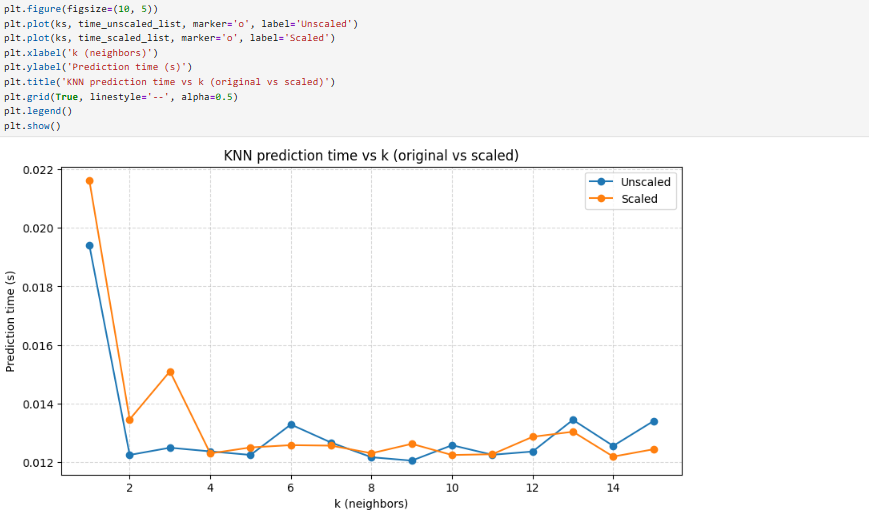 plt.figure(figsize=(10, 5))
plt.plot(ks, time_unscaled_list, marker='o', label='Unscaled')
plt.plot(ks, time_scaled_list, marker='o', label='Scaled')
plt.xlabel('k (neighbors)')
plt.ylabel('Prediction time (s)')
plt.title('KNN prediction time vs k (original vs scaled)')
plt.grid(True, linestyle='--', alpha=0.5)
plt.legend()
plt.show()
KNN prediction time vs k (original vs scaled)
Unscaled
Scaled
Prediction time (s)
0.022
0.020
0.018
0.016
0.014
0.012
2 4 6 8 10 12 14
k (neighbors)